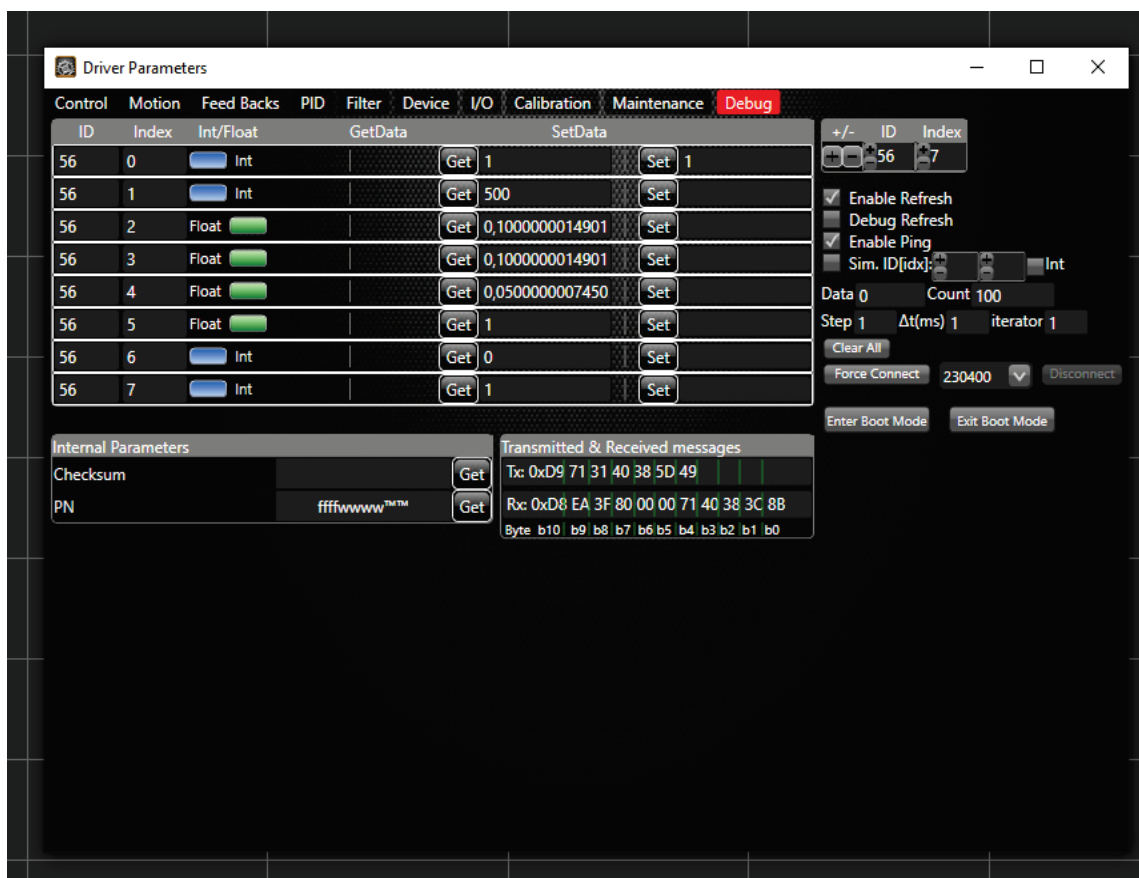 Driver Parameters
Control Motion Feed Backs PID Filter Device I/O Calibration Maintenance Debug
ID Index Int/Float GetData SetData
56 0 Int Get 1 Set 1
56 1 Int Get 500 Set
56 2 Float Get 0,1000000014901 Set
56 3 Float Get 0,1000000014901 Set
56 4 Float Get 0,0500000007450 Set
56 5 Float Get 1 Set
56 6 Int Get 0 Set
56 7 Int Get 1 Set
+/- ID Index
+ - + - 56 + - 7
Enable Refresh
Debug Refresh
Enable Ping
Sim. ID[idx]: + - + - Int
Data 0 Count 100
Step 1 Δt(ms) 1 iterator 1
Clear All
Force Connect 230400 Disconnect
Enter Boot Mode Exit Boot Mode
Internal Parameters
Checksum Get
PN ffffwwww™™ Get
Transmitted & Received messages
Tx: 0xD9 71 31 40 38 5D 49
Rx: 0xD8 EA 3F 80 00 00 71 40 38 3C 8B
Byte b10 b9 b8 b7 b6 b5 b4 b3 b2 b1 b0